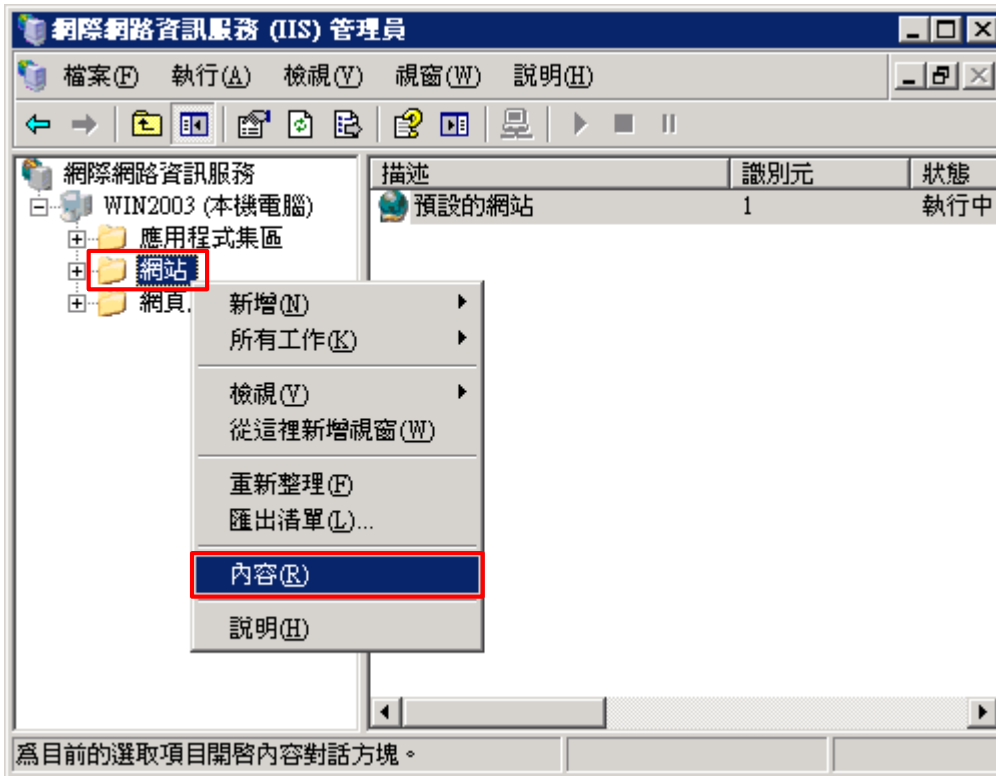 網際網路資訊服務 (IIS) 管理員
檔案(F) 執行(A) 檢視(V) 視窗(W) 說明(H)
網際網路資訊服務
WIN2003 (本機電腦)
應用程式集區
網站
網頁.
描述 識別元 狀態
預設的網站 1 執行中
新增(N)
所有工作(K)
檢視(V)
從這裡新增視窗(W)
重新整理(F)
匯出清單(L)...
內容(R)
說明(H)
為目前的選取項目開啓內容對話方塊。